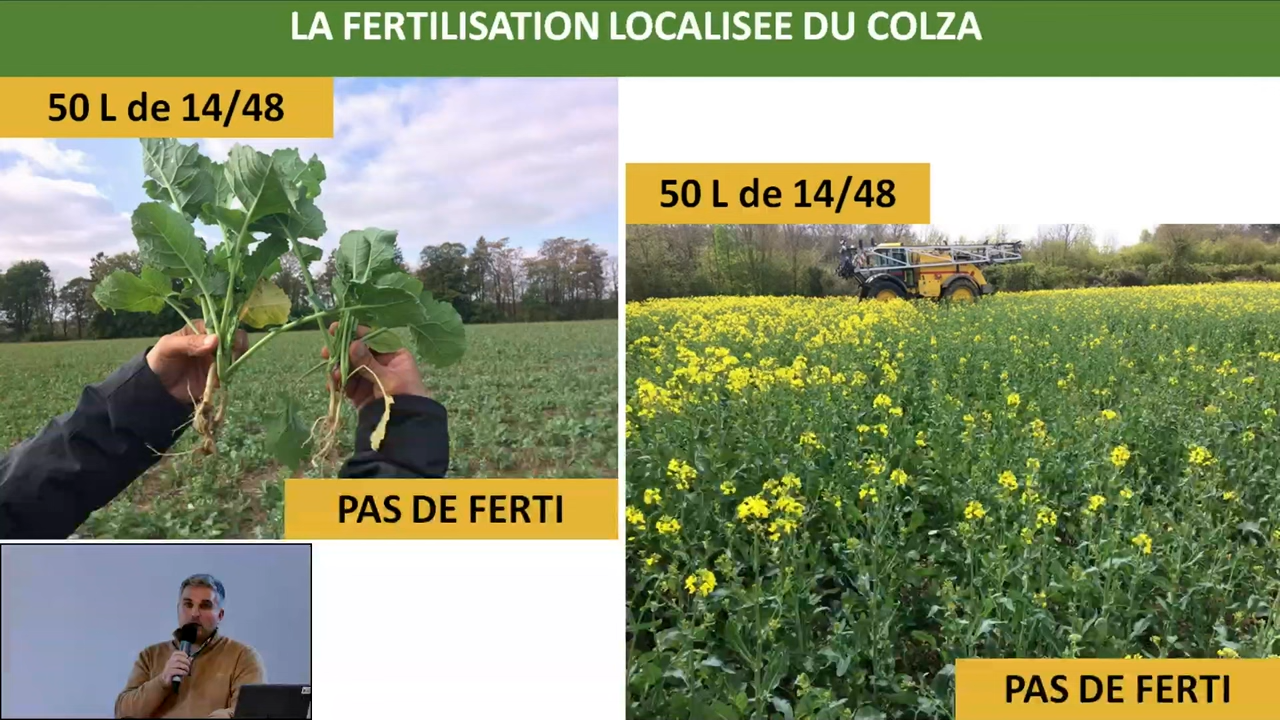 LA FERTILISATION LOCALISEE DU COLZA
50 L de 14/48
PAS DE FERTI
50 L de 14/48
PAS DE FERTI